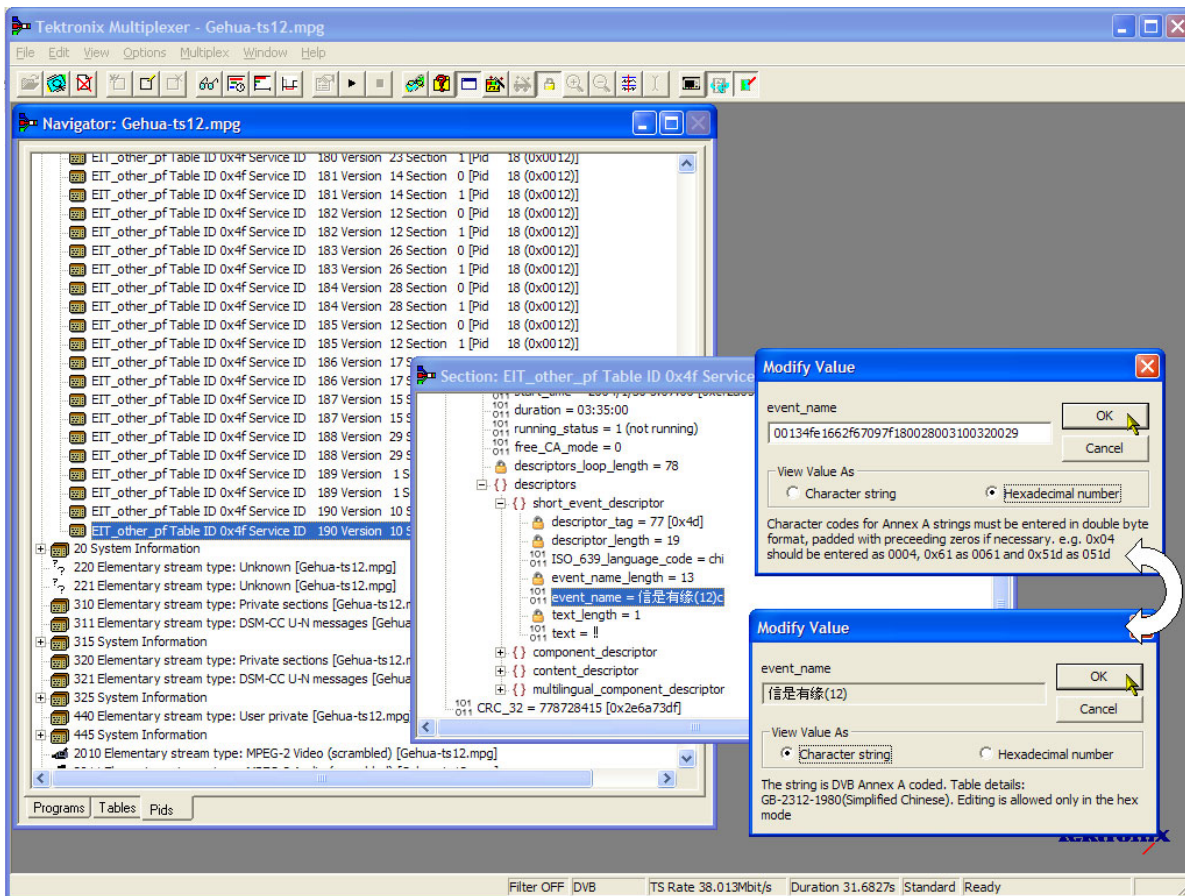 Tektronix Multiplexer - Gehua-ts12.mpg
File Edit View Options Multiplex Window Help
Navigator: Gehua-ts12.mpg
EIT_other_pf Table ID 0x4f Service ID 180 Version 23 Section 1 [Pid 18 (0x0012)]
EIT_other_pf Table ID 0x4f Service ID 181 Version 14 Section 0 [Pid 18 (0x0012)]
EIT_other_pf Table ID 0x4f Service ID 181 Version 14 Section 1 [Pid 18 (0x0012)]
EIT_other_pf Table ID 0x4f Service ID 182 Version 12 Section 0 [Pid 18 (0x0012)]
EIT_other_pf Table ID 0x4f Service ID 182 Version 12 Section 1 [Pid 18 (0x0012)]
EIT_other_pf Table ID 0x4f Service ID 183 Version 26 Section 0 [Pid 18 (0x0012)]
EIT_other_pf Table ID 0x4f Service ID 183 Version 26 Section 1 [Pid 18 (0x0012)]
EIT_other_pf Table ID 0x4f Service ID 184 Version 28 Section 0 [Pid 18 (0x0012)]
EIT_other_pf Table ID 0x4f Service ID 184 Version 28 Section 1 [Pid 18 (0x0012)]
EIT_other_pf Table ID 0x4f Service ID 185 Version 12 Section 0 [Pid 18 (0x0012)]
EIT_other_pf Table ID 0x4f Service ID 185 Version 12 Section 1 [Pid 18 (0x0012)]
EIT_other_pf Table ID 0x4f Service ID 186 Version 17 S
EIT_other_pf Table ID 0x4f Service ID 186 Version 17 S
EIT_other_pf Table ID 0x4f Service ID 187 Version 15 S
EIT_other_pf Table ID 0x4f Service ID 187 Version 15 S
EIT_other_pf Table ID 0x4f Service ID 188 Version 29 S
EIT_other_pf Table ID 0x4f Service ID 188 Version 29 S
EIT_other_pf Table ID 0x4f Service ID 189 Version 1 S
EIT_other_pf Table ID 0x4f Service ID 189 Version 1 S
EIT_other_pf Table ID 0x4f Service ID 190 Version 10 S
EIT_other_pf Table ID 0x4f Service ID 190 Version 10 S
20 System Information
220 Elementary stream type: Unknown [Gehua-ts12.mpg]
221 Elementary stream type: Unknown [Gehua-ts12.mpg]
310 Elementary stream type: Private sections [Gehua-ts12.m
311 Elementary stream type: DSM-CC U-N messages [Gehu
315 System Information
320 Elementary stream type: Private sections [Gehua-ts12.m
321 Elementary stream type: DSM-CC U-N messages [Gehu
325 System Information
440 Elementary stream type: User private [Gehua-ts12.mpg
445 System Information
2010 Elementary stream type: MPEG-2 Video (scrambled) [Gehua-ts12.mpg]
Programs Tables Pids
Section: EIT_other_pf Table ID 0x4f Service
duration = 03:35:00
running_status = 1 (not running)
free_CA_mode = 0
descriptors_loop_length = 78
descriptors
short_event_descriptor
descriptor_tag = 77 [0x4d]
descriptor_length = 19
ISO_639_language_code = chi
event_name_length = 13
event_name = 信是有缘(12)c
text_length = 1
text = ‼
component_descriptor
content_descriptor
multilingual_component_descriptor
CRC_32 = 778728415 [0x2e6a73df]
Modify Value
event_name
OK
00134fe1662f67097f180028003100320029
Cancel
View Value As
Character string Hexadecimal number
Character codes for Annex A strings must be entered in double byte
format, padded with preceeding zeros if necessary. e.g. 0x04
should be entered as 0004, 0x61 as 0061 and 0x51d as 051d
Modify Value
event_name
OK
信是有缘(12)
Cancel
View Value As
Character string Hexadecimal number
The string is DVB Annex A coded. Table details:
GB-2312-1980(Simplified Chinese). Editing is allowed only in the hex
mode
Filter OFF DVB TS Rate 38.013Mbit/s Duration 31.6827s Standard Ready